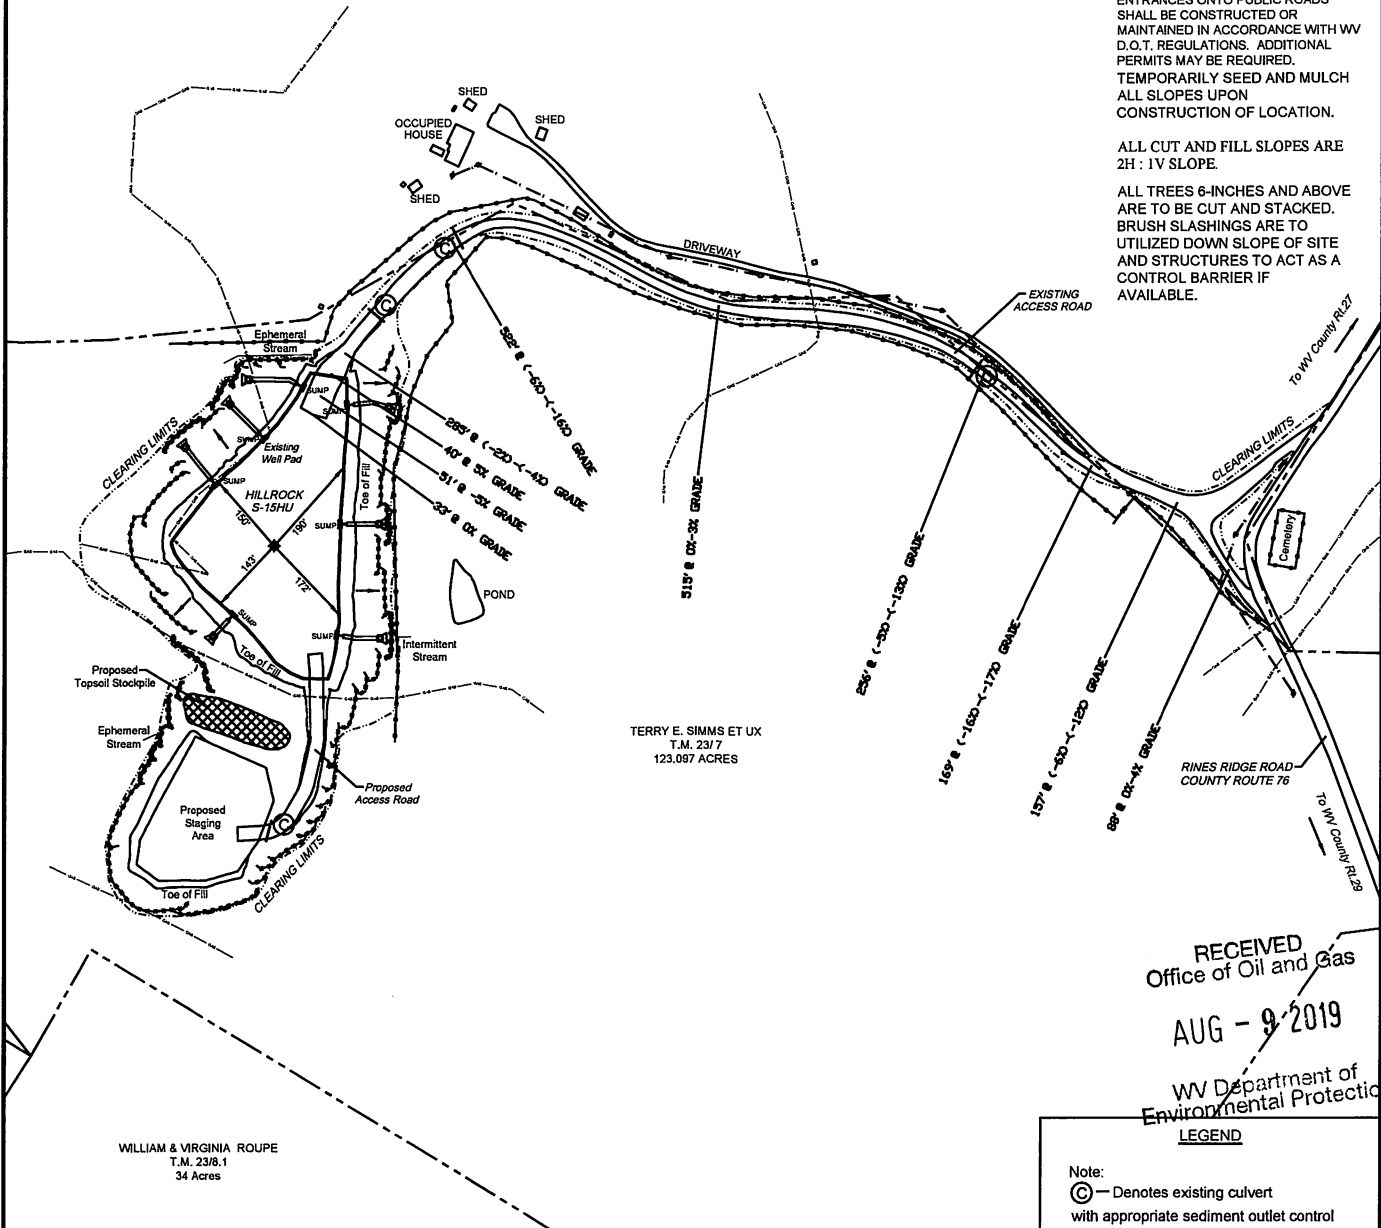 ENTRANCES ONTO PUBLIC ROADS
SHALL BE CONSTRUCTED OR
MAINTAINED IN ACCORDANCE WITH WV
D.O.T. REGULATIONS. ADDITIONAL
PERMITS MAY BE REQUIRED.
TEMPORARILY SEED AND MULCH
ALL SLOPES UPON
CONSTRUCTION OF LOCATION.
ALL CUT AND FILL SLOPES ARE
2H : 1V SLOPE.
ALL TREES 6-INCHES AND ABOVE
ARE TO BE CUT AND STACKED.
BRUSH SLASHINGS ARE TO
UTILIZED DOWN SLOPE OF SITE
AND STRUCTURES TO ACT AS A
CONTROL BARRIER IF
AVAILABLE.
SHED
OCCUPIED
HOUSE
SHED
SHED
DRIVEWAY
EXISTING
ACCESS ROAD
To WV County Rt.27
C
C
C
Ephemeral
Stream
CLEARING LIMITS
CLEARING LIMITS
SUMP
SUMP
SUMP
SUMP
SUMP
SUMP
SUMP
Existing
Well Pad
HILLROCK
S-15HU
150'
190'
143'
172'
Toe of Fill
Cemetery
522' @ (-6%)-(-16%) GRADE
285' @ (-2%)-(-4%) GRADE
40' @ 5% GRADE
51' @ -5% GRADE
33' @ 0% GRADE
515' @ 0%-3% GRADE
256' @ (-5%)-(-13%) GRADE
169' @ (-16%)-(-17%) GRADE
157' @ (-6%)-(-12%) GRADE
88' @ 0%-4% GRADE
POND
Intermittent
Stream
Toe of Fill
Proposed
Topsoil Stockpile
Ephemeral
Stream
Proposed
Access Road
Proposed
Staging
Area
C
Toe of Fill
CLEARING LIMITS
TERRY E. SIMMS ET UX
T.M. 23/7
123.097 ACRES
RINES RIDGE ROAD
COUNTY ROUTE 76
To WV County Rt.29
RECEIVED
Office of Oil and Gas
AUG - 9 2019
WV Department of
Environmental Protectio
WILLIAM & VIRGINIA ROUPE
T.M. 23/8.1
34 Acres
LEGEND
Note:
C — Denotes existing culvert
with appropriate sediment outlet control